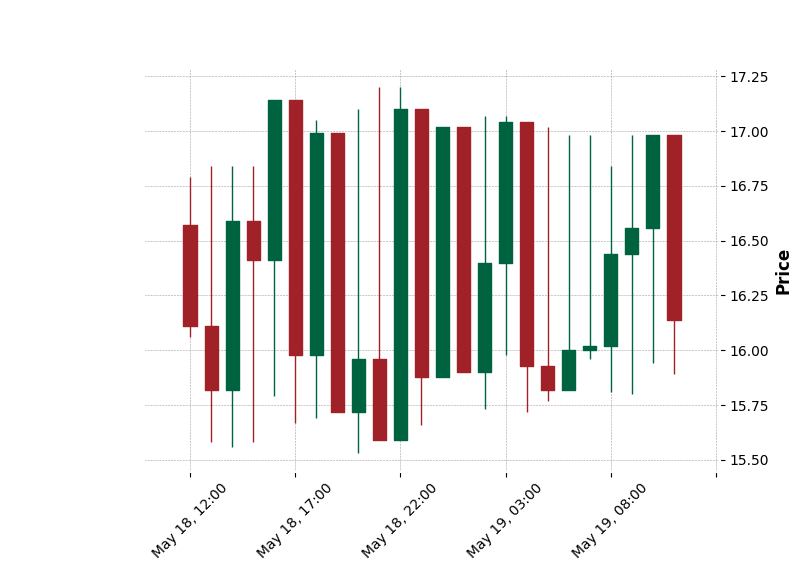 17.25
17.00
16.75
16.50
16.25
16.00
15.75
15.50
Price
May 18, 12:00
May 18, 17:00
May 18, 22:00
May 19, 03:00
May 19, 08:00